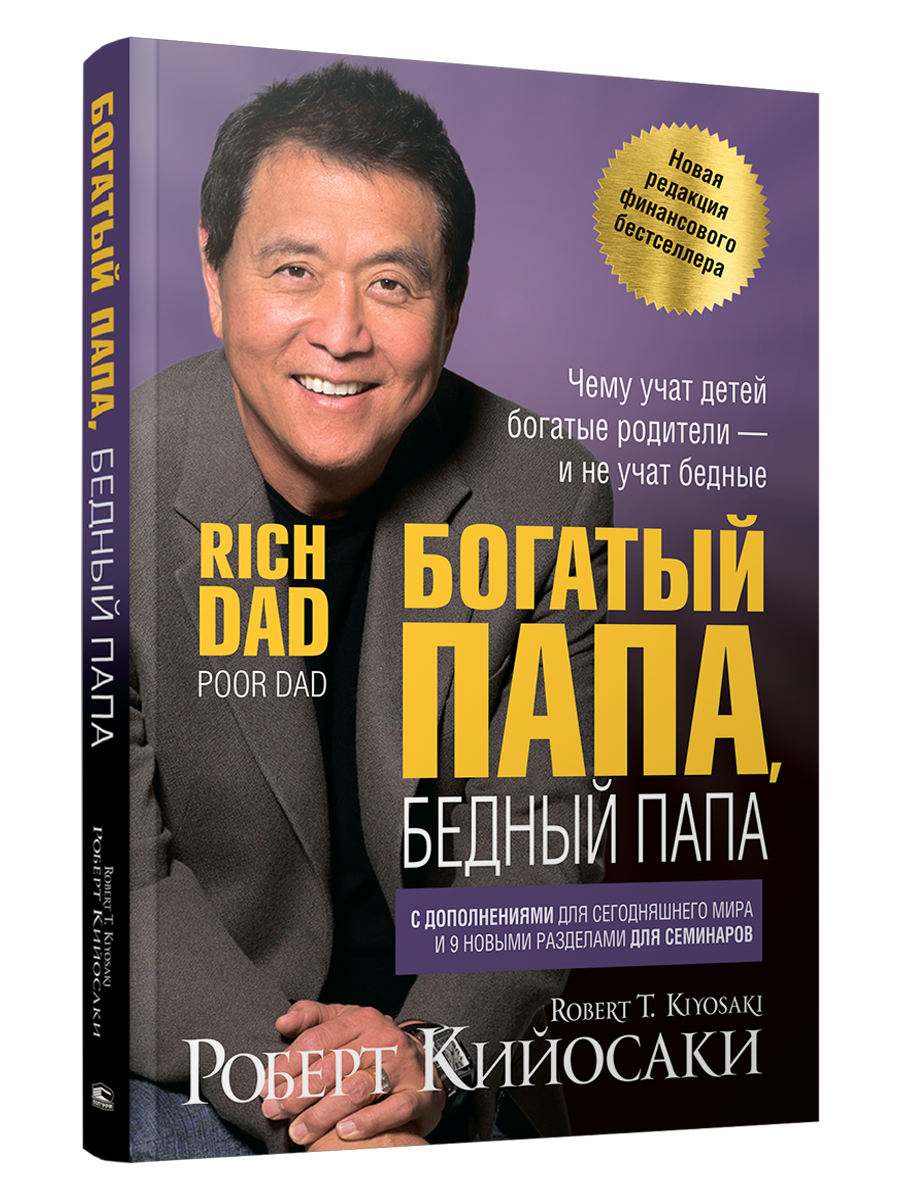 БОГАТЫЙ ПАПА, БЕДНЫЙ ПАПА
ROBERT T. KIYOSAKI
РОБЕРТ КИЙОСАКИ
Новая
редакция
финансового
бестселлера
Чему учат детей
богатые родители —
и не учат бедные
RICH
DAD
POOR DAD
БОГАТЫЙ
ПАПА,
БЕДНЫЙ ПАПА
С ДОПОЛНЕНИЯМИ ДЛЯ СЕГОДНЯШНЕГО МИРА
И 9 НОВЫМИ РАЗДЕЛАМИ ДЛЯ СЕМИНАРОВ
ROBERT T. KIYOSAKI
РОБЕРТ КИЙОСАКИ